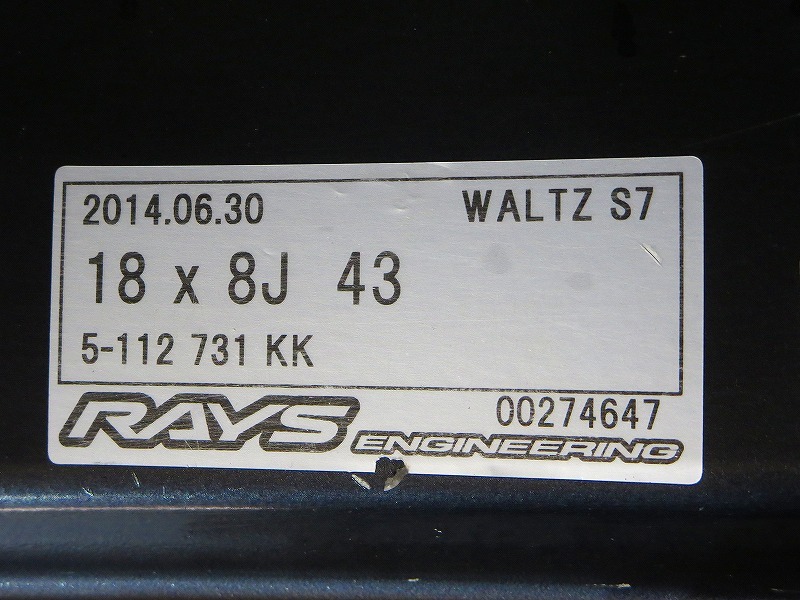 2014.06.30 WALTZ S7
18 x 8J 43
5-112 731 KK
00274647
RAYS ENGINEERING